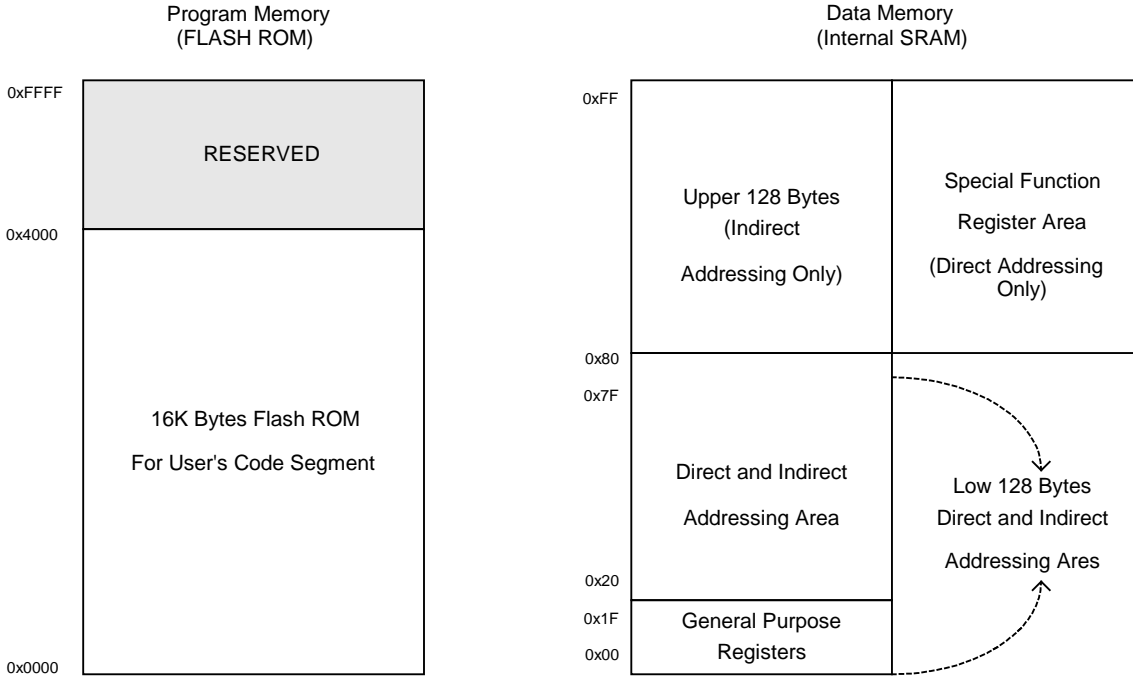 Program Memory
(FLASH ROM)
0xFFFF
RESERVED
0x4000
16K Bytes Flash ROM
For User's Code Segment
0x0000
Data Memory
(Internal SRAM)
0xFF
Upper 128 Bytes
(Indirect
Addressing Only)
Special Function
Register Area
(Direct Addressing
Only)
0x80
0x7F
Direct and Indirect
Addressing Area
Low 128 Bytes
Direct and Indirect
Addressing Ares
0x20
0x1F
General Purpose
Registers
0x00